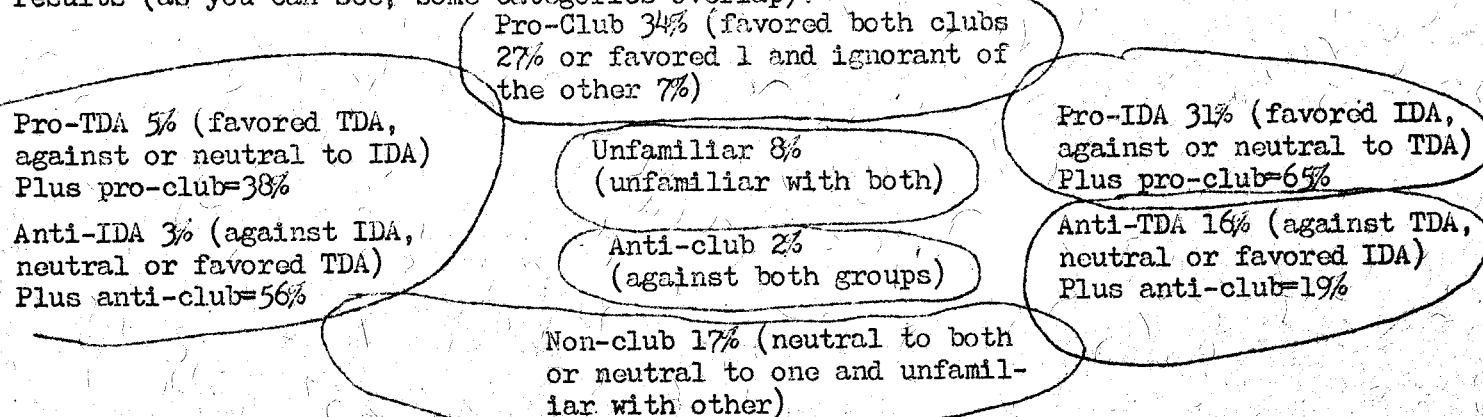 results (as you can see, some categories overlap):
Pro-Club 34% (favored both clubs
27% or favored 1 and ignorant of
the other 7%)
Pro-TDA 5% (favored TDA,
against or neutral to IDA)
Plus pro-club=38%
Anti-IDA 3% (against IDA,
neutral or favored TDA)
Plus anti-club=56%
Unfamiliar 8%
(unfamiliar with both)
Anti-club 2%
(against both groups)
Pro-IDA 31% (favored IDA,
against or neutral to TDA)
Plus pro-club=65%
Anti-TDA 16% (against TDA,
neutral or favored IDA)
Plus anti-club=19%
Non-club 17% (neutral to both
or neutral to one and unfamil-
iar with other)